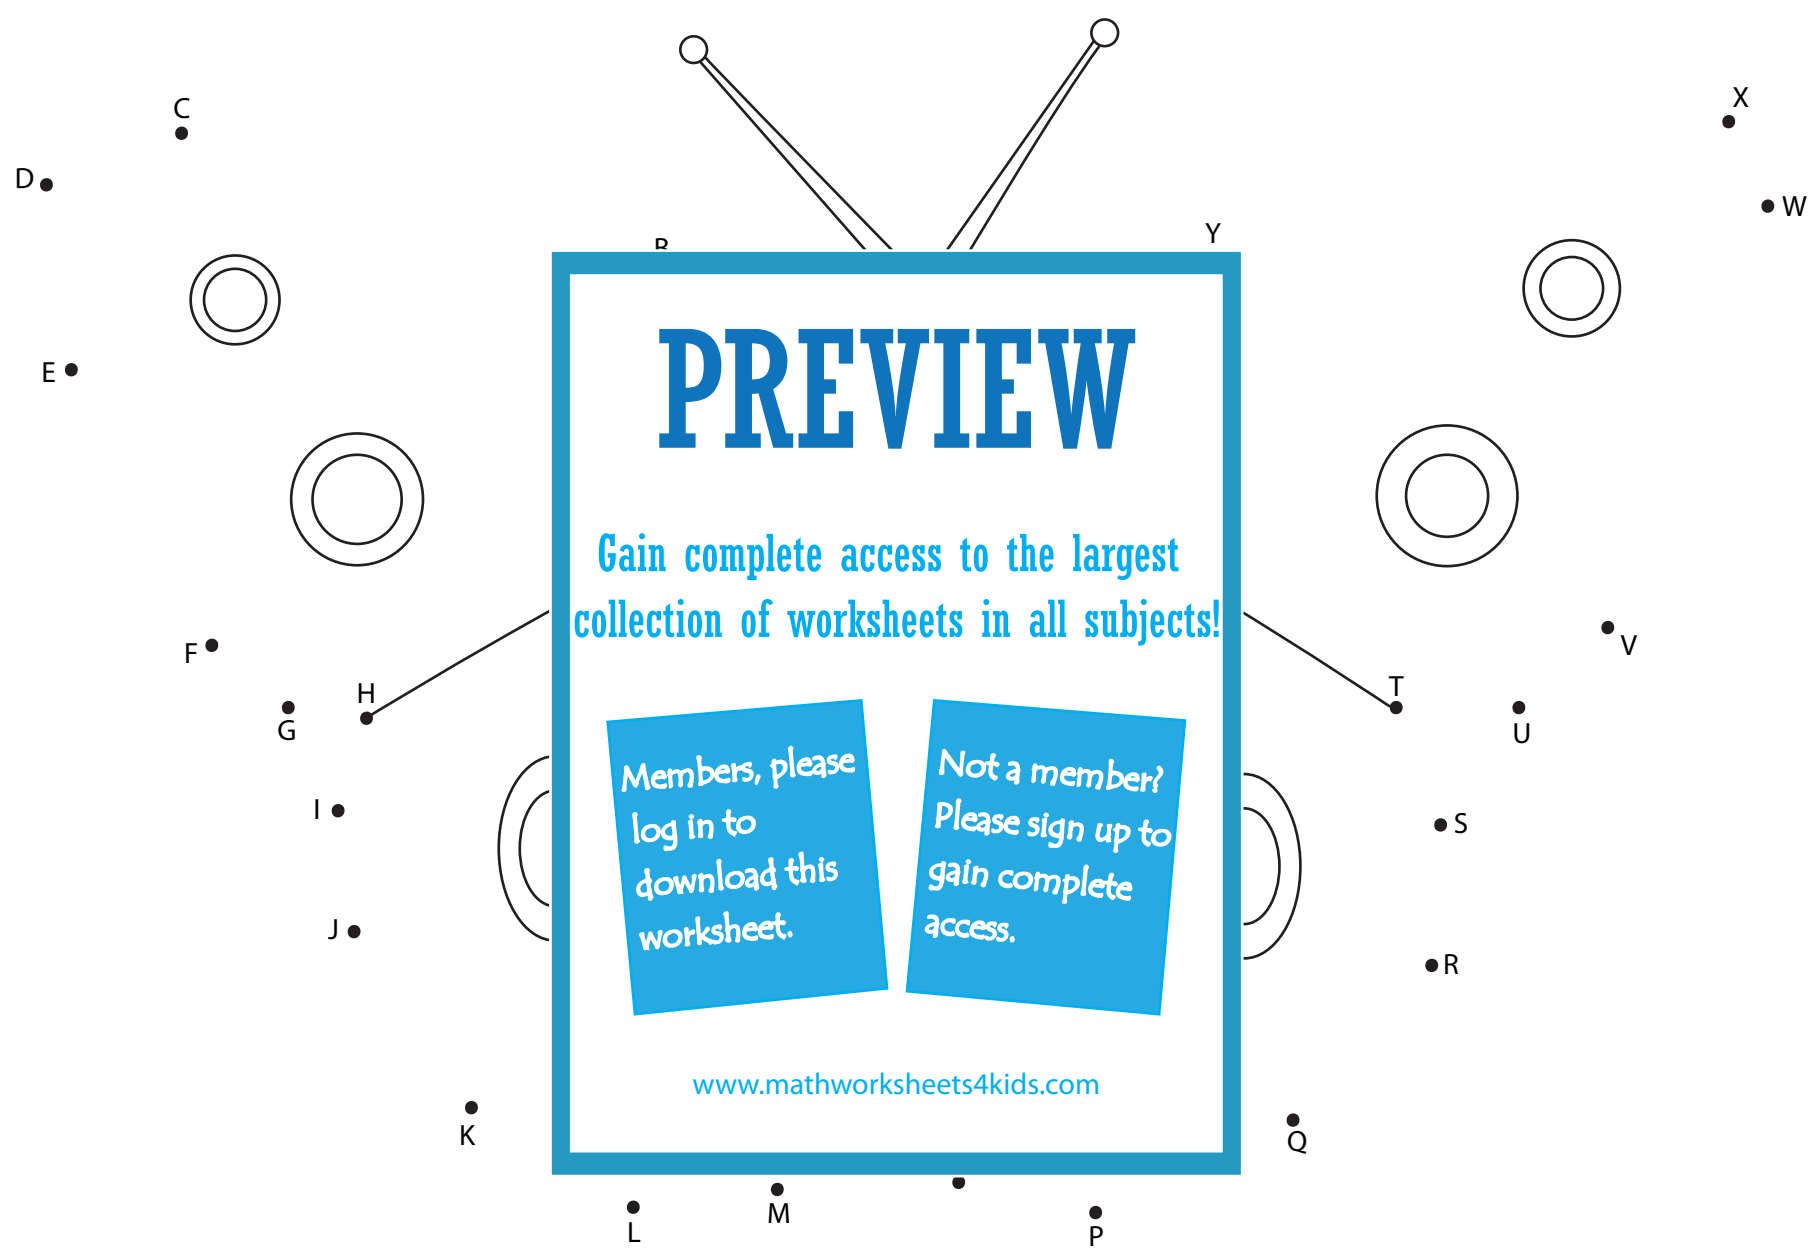 C
X
D
W
B
Y
PREVIEW
E
Gain complete access to the largest
collection of worksheets in all subjects!
F
V
H
T
G
U
Members, please
log in to
download this
worksheet.
Not a member?
Please sign up to
gain complete
access.
I
S
J
R
www.mathworksheets4kids.com
K
Q
L
M
P